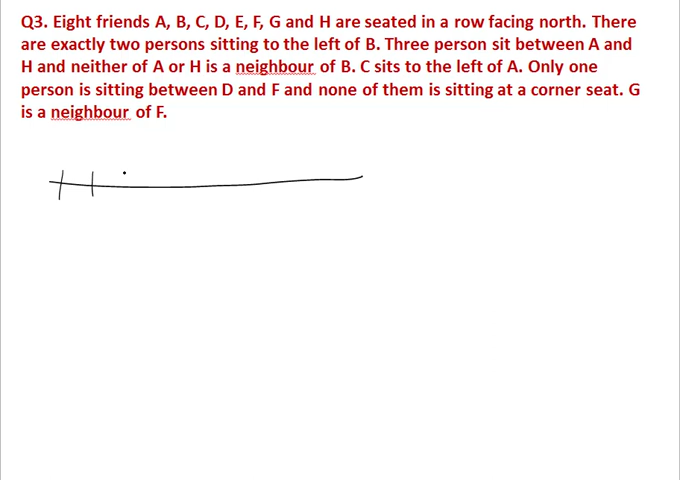 Q3. Eight friends A, B, C, D, E, F, G and H are seated in a row facing north. There
are exactly two persons sitting to the left of B. Three person sit between A and
H and neither of A or H is a neighbour of B. C sits to the left of A. Only one
person is sitting between D and F and none of them is sitting at a corner seat. G
is a neighbour of F.